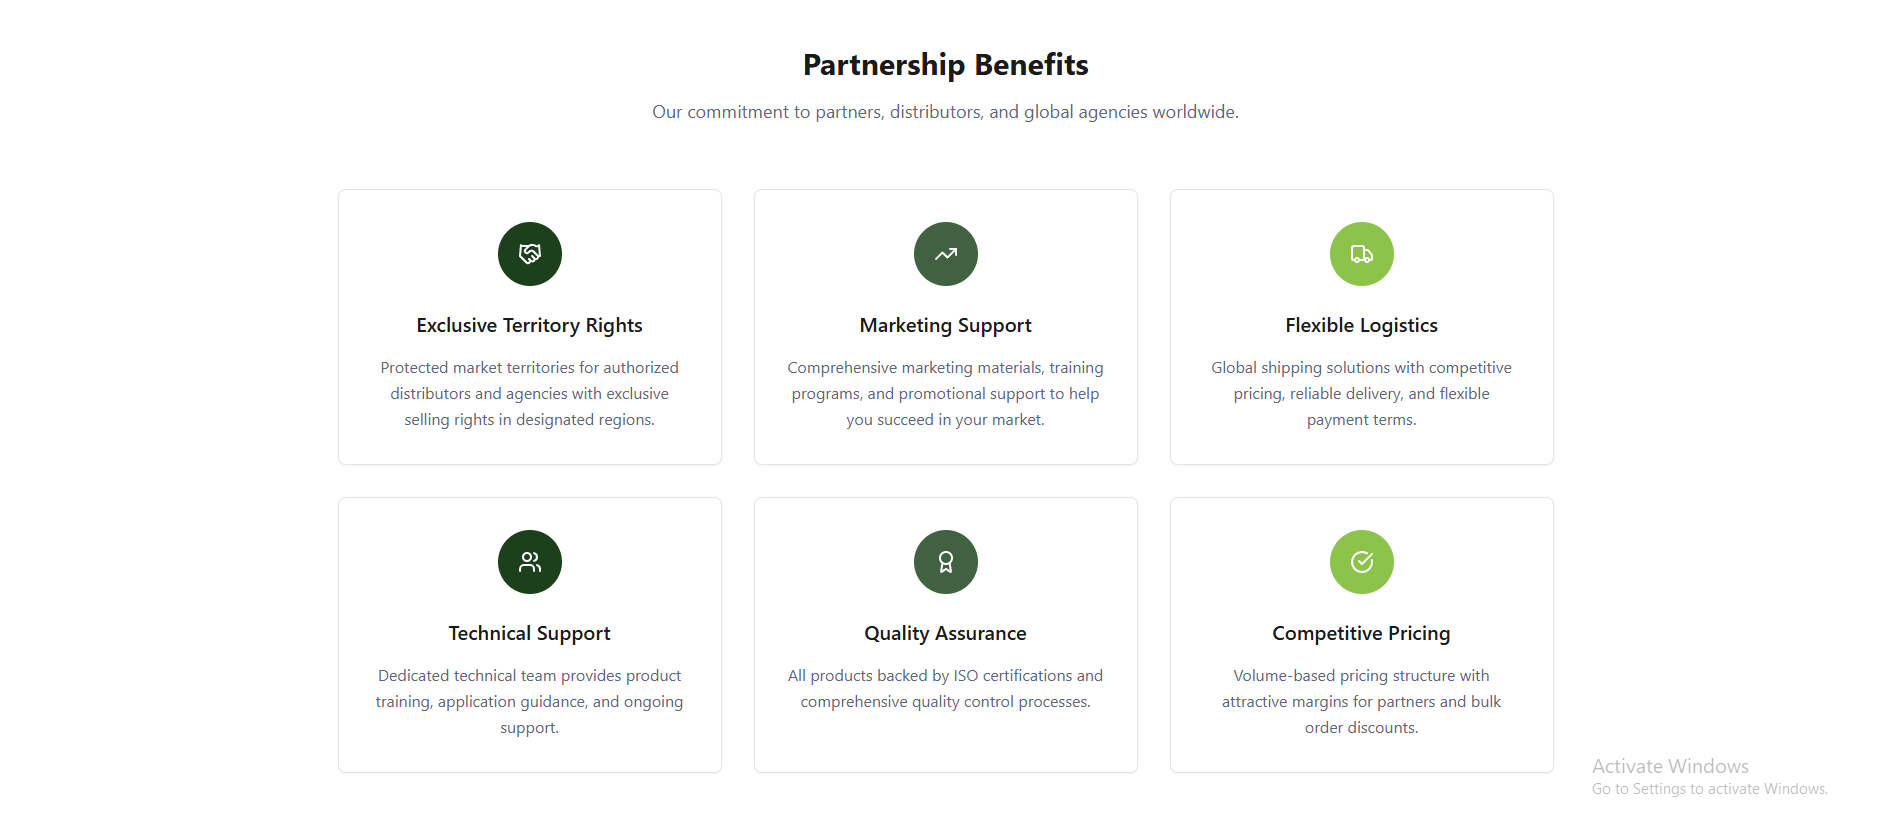 Partnership Benefits
Our commitment to partners, distributors, and global agencies worldwide.
Exclusive Territory Rights
Protected market territories for authorized
distributors and agencies with exclusive
selling rights in designated regions.
Marketing Support
Comprehensive marketing materials, training
programs, and promotional support to help
you succeed in your market.
Flexible Logistics
Global shipping solutions with competitive
pricing, reliable delivery, and flexible
payment terms.
Technical Support
Dedicated technical team provides product
training, application guidance, and ongoing
support.
Quality Assurance
All products backed by ISO certifications and
comprehensive quality control processes.
Competitive Pricing
Volume-based pricing structure with
attractive margins for partners and bulk
order discounts.
Activate Windows
Go to Settings to activate Windows.